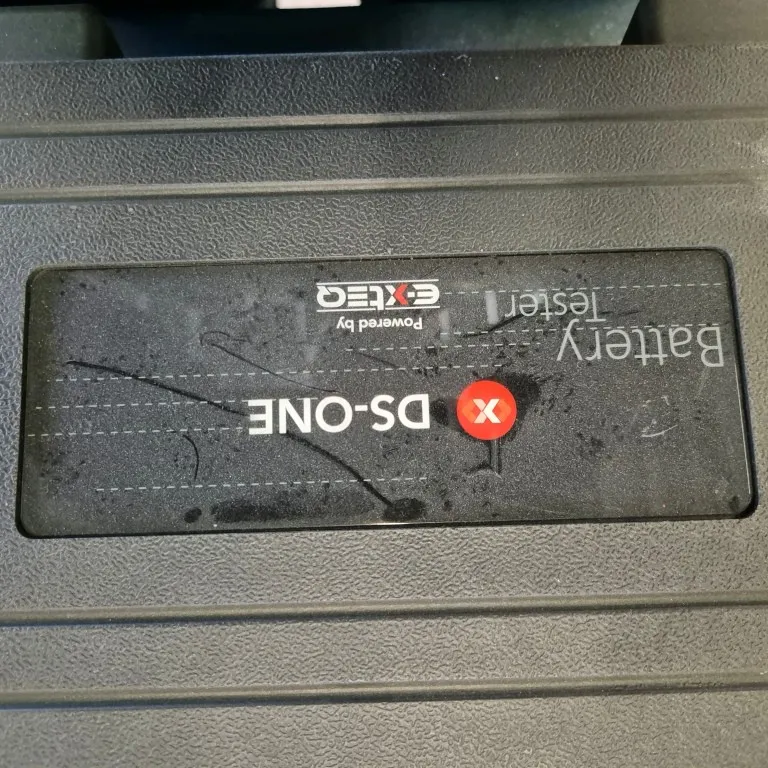 X DS-ONE
Powered by
E-XTEQ
Battery
Tester